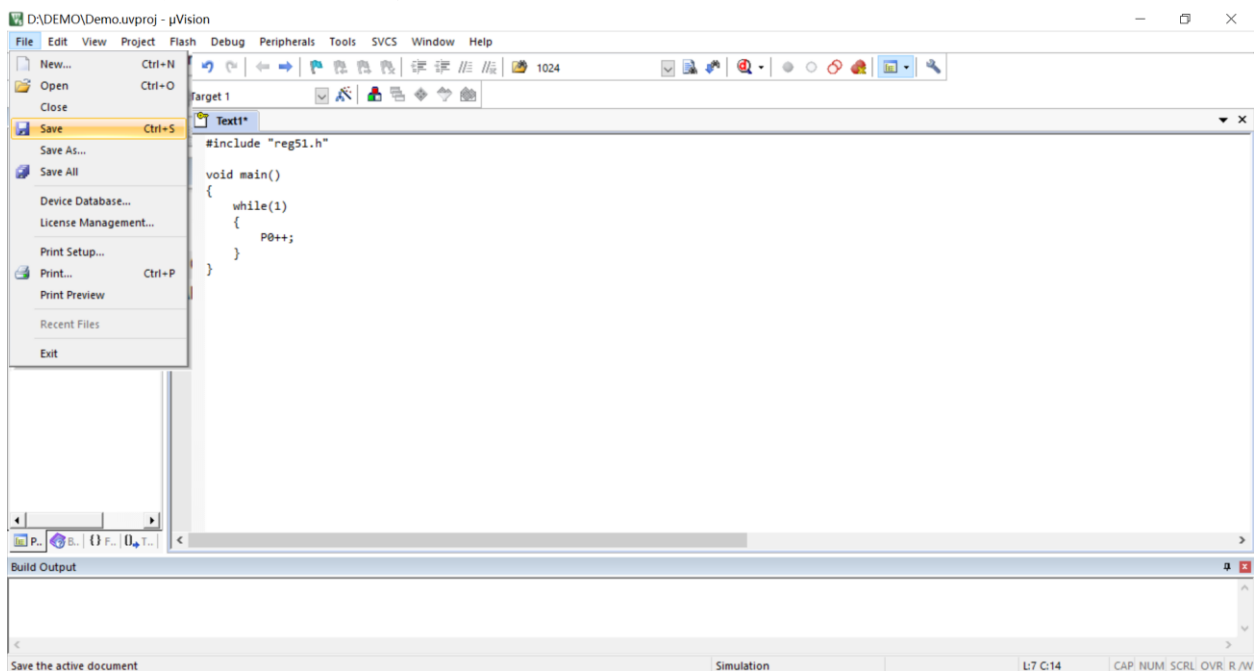 D:\DEMO\Demo.uvproj - µVision
File Edit View Project Flash Debug Peripherals Tools SVCS Window Help
New... Ctrl+N
Open Ctrl+O
Close
Save Ctrl+S
Save As...
Save All
Device Database...
License Management...
Print Setup...
Print... Ctrl+P
Print Preview
Recent Files
Exit
1024
Target 1
Text1*
#include "reg51.h"
void main()
{
while(1)
{
P0++;
}
}
P.. B.. {} F.. 0 T..
Build Output
Save the active document Simulation L:7 C:14 CAP NUM SCRL OVR R/W